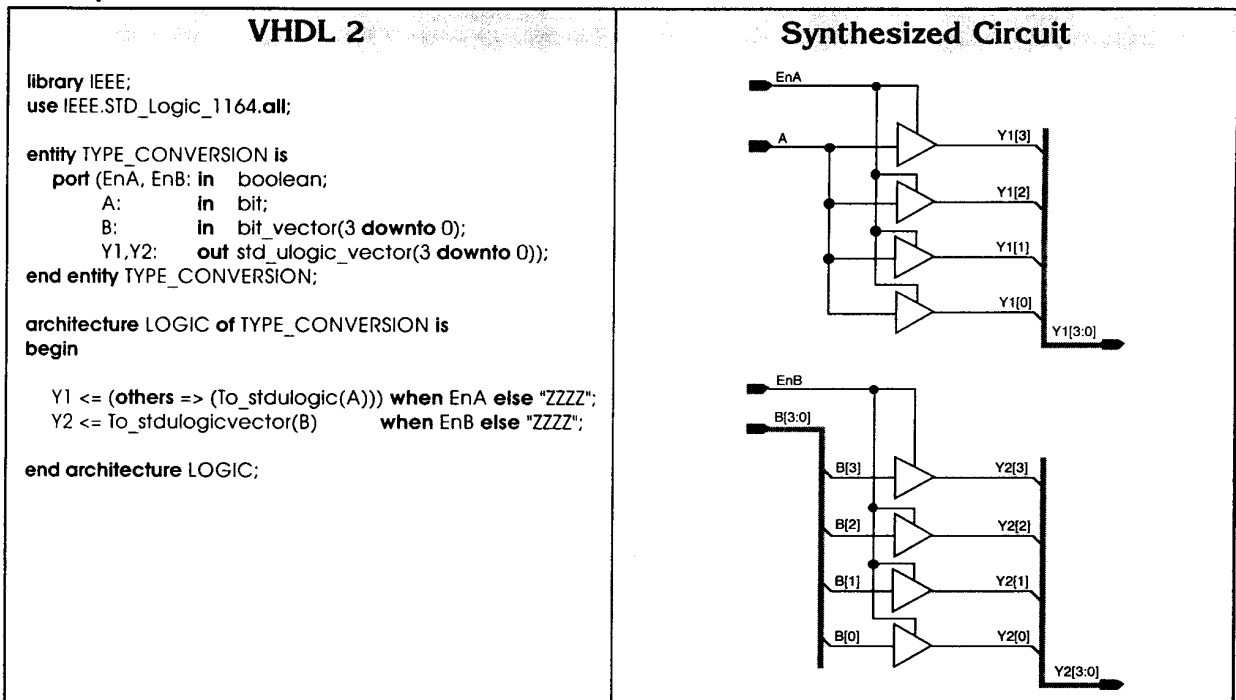 VHDL 2
library IEEE;
use IEEE.STD_Logic_1164.all;
entity TYPE_CONVERSION is
port (EnA, EnB: in boolean;
A: in bit;
B: in bit_vector(3 downto 0);
Y1,Y2: out std_ulogic_vector(3 downto 0));
end entity TYPE_CONVERSION;
architecture LOGIC of TYPE_CONVERSION is
begin
Y1 <= (others => (To_stdulogic(A))) when EnA else "ZZZZ";
Y2 <= To_stdulogicvector(B) when EnB else "ZZZZ";
end architecture LOGIC;
Synthesized Circuit
EnA
A
Y1[3]
Y1[2]
Y1[1]
Y1[0]
Y1[3:0]
EnB
B[3:0]
B[3]
Y2[3]
B[2]
Y2[2]
B[1]
Y2[1]
B[0]
Y2[0]
Y2[3:0]